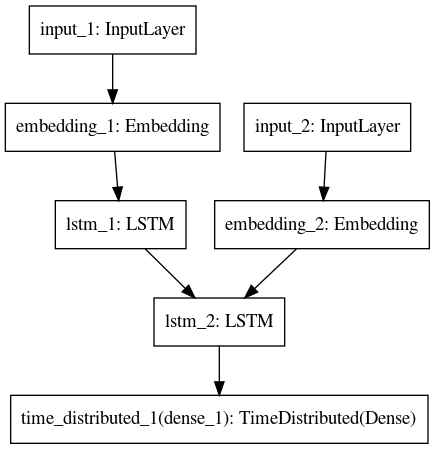 input_1: InputLayer
embedding_1: Embedding
input_2: InputLayer
lstm_1: LSTM
embedding_2: Embedding
lstm_2: LSTM
time_distributed_1(dense_1): TimeDistributed(Dense)